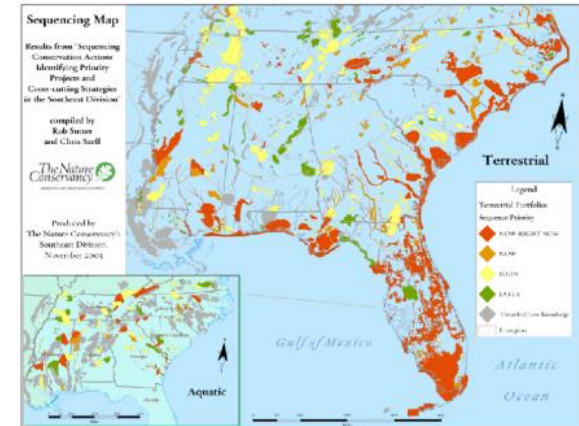 Sequencing Map
Results from 'Sequencing
Conservation Actions
Identifying Priority
Projects and
Cross-cutting Strategies
in the Southeast Division'
compiled by
Rob Sutter
and Chris Szell
The Nature
Conservancy
Produced by
The Nature Conservancy's
Southeast Division
November 2003
Terrestrial
Legend
Terrestrial Portfolios
Sequence Priority
NOW-RIGHT NOW
NOW
SOON
LATER
Ecoregions
Gulf of Mexico
Atlantic
Ocean
Aquatic